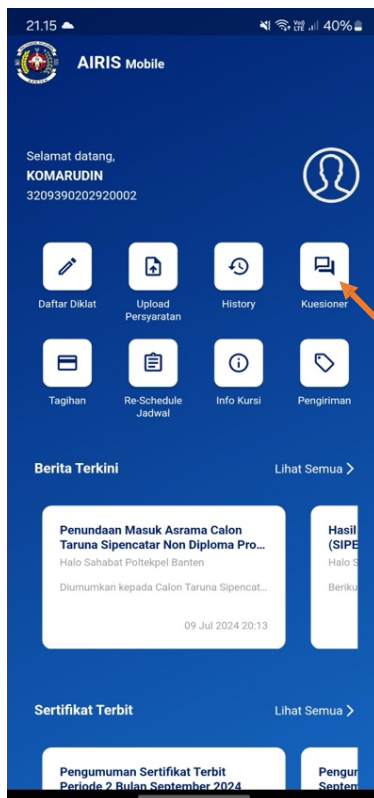 21.15 40%
AIRIS Mobile
Selamat datang,
KOMARUDIN
3209390202920002
Daftar Diklat Upload Persyaratan History Kuesioner
Tagihan Re-Schedule Jadwal Info Kursi Pengiriman
Berita Terkini Lihat Semua
Penundaan Masuk Asrama Calon
Taruna Sipencatar Non Diploma Pro...
Halo Sahabat Poltekpel Banten
Diumumkan kepada Calon Taruna Sipencat...
09 Jul 2024 20:13
Hasil
(SIPE
Halo S
Beriku
Sertifikat Terbit Lihat Semua
Pengumuman Sertifikat Terbit
Periode 2 Bulan September 2024
Pengur
Septem